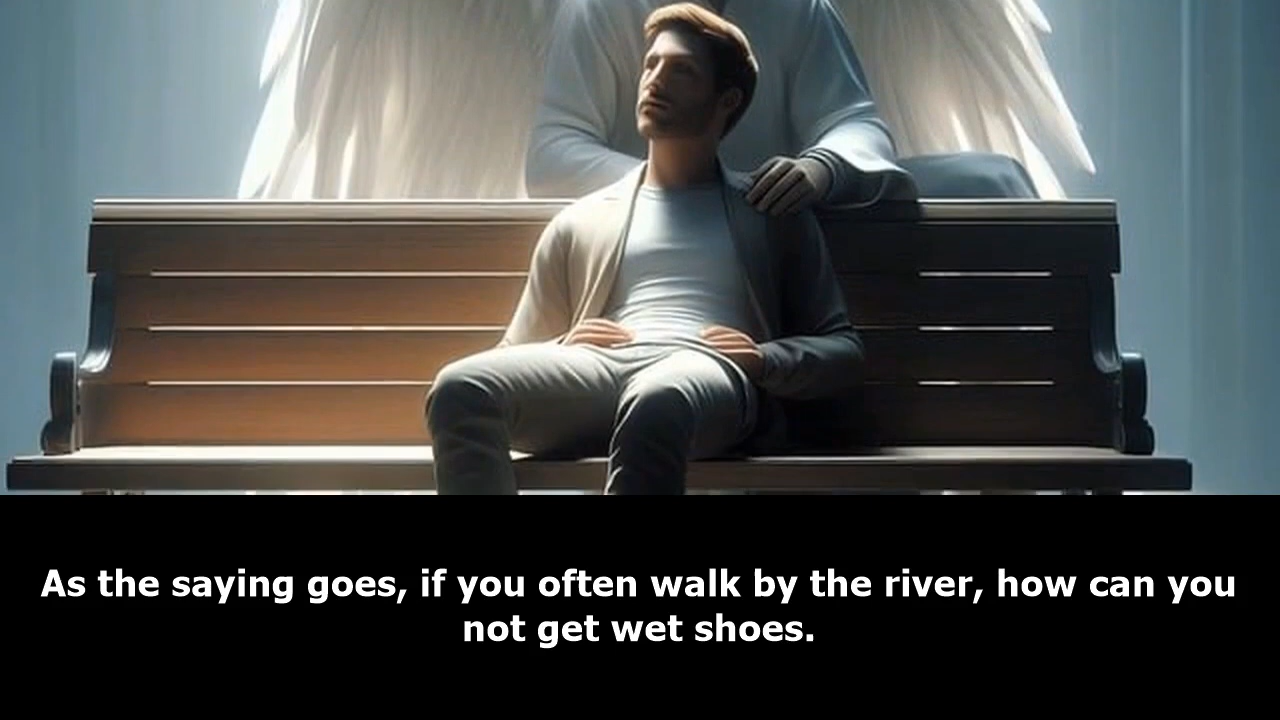 As the saying goes, if you often walk by the river, how can you
not get wet shoes.